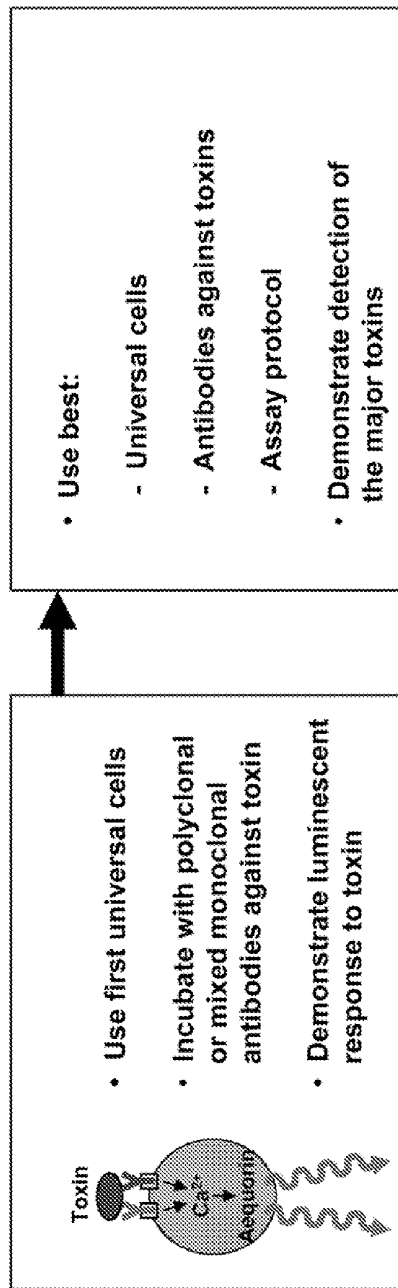 Toxin
Ca²⁺
Aequorin
• Use first universal cells
• Incubate with polyclonal
or mixed monoclonal
antibodies against toxin
• Demonstrate luminescent
response to toxin
• Use best:
- Universal cells
- Antibodies against toxins
- Assay protocol
• Demonstrate detection of
the major toxins